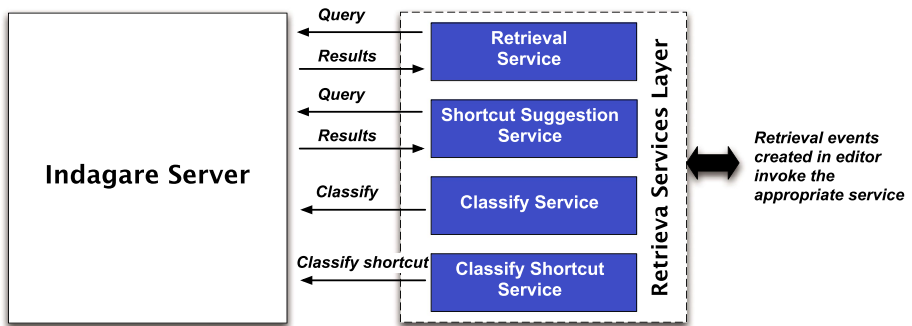 Indagare Server
Query
Results
Query
Results
Classify
Classify shortcut
Retrieval
Service
Shortcut Suggestion
Service
Classify Service
Classify Shortcut
Service
Retrieva Services Layer
Retrieval events
created in editor
invoke the
appropriate service